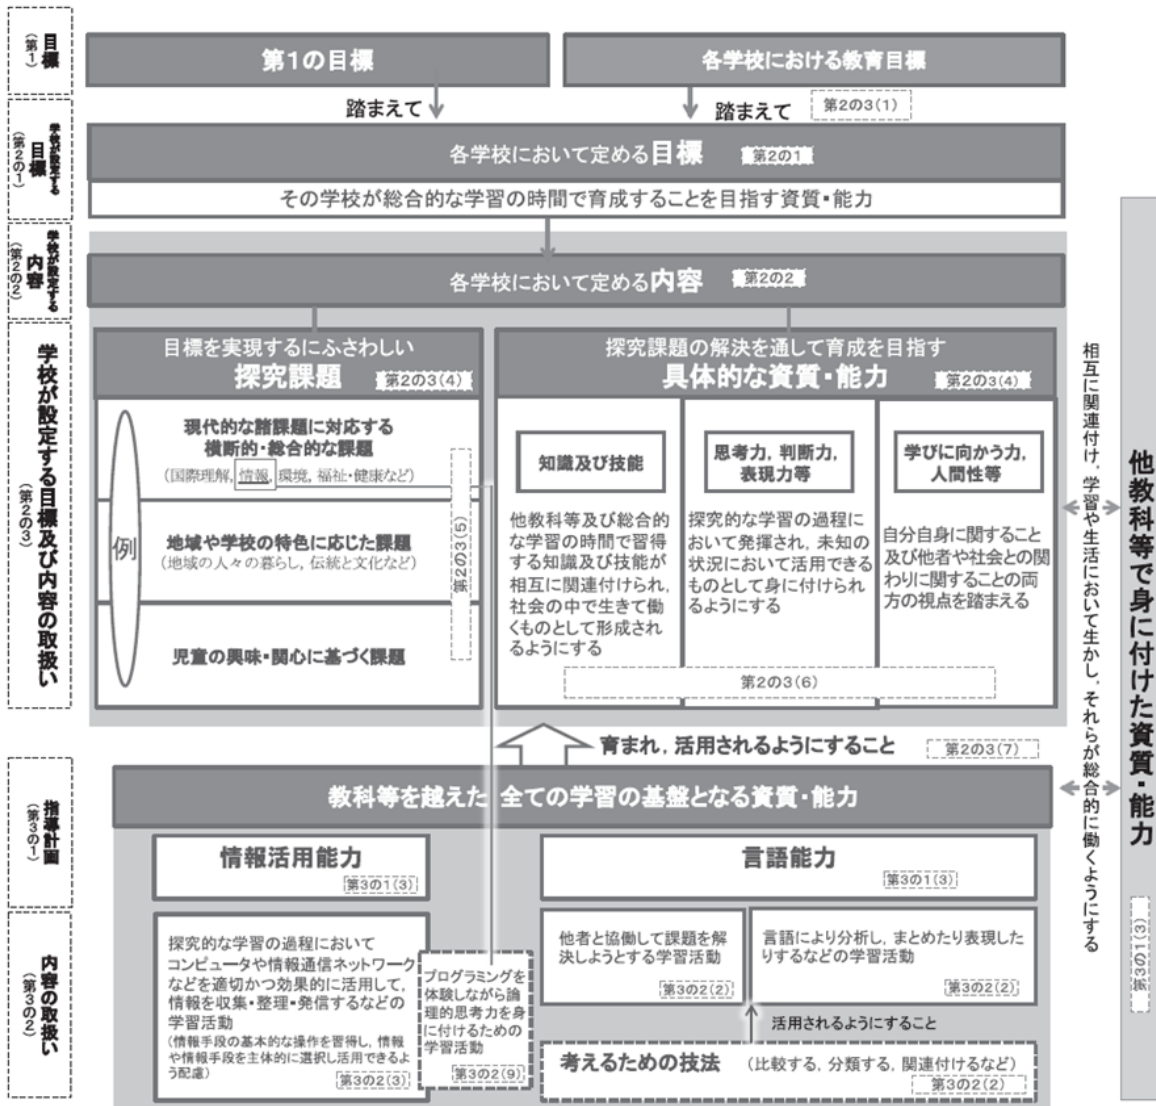 目標
(第1)
第1の目標
各学校における教育目標
踏まえて
踏まえて
第2の3(1)
学校が設定する
目標
(第2の1)
各学校において定める目標 第2の1
その学校が総合的な学習の時間で育成することを目指す資質・能力
学校が設定する
内容
(第2の2)
各学校において定める内容 第2の2
学校が設定する目標及び内容の取扱い
(第2の3)
目標を実現するにふさわしい
探究課題 第2の3(4)
例
現代的な諸課題に対応する
横断的・総合的な課題
(国際理解, 情報, 環境, 福祉・健康など)
地域や学校の特色に応じた課題
(地域の人々の暮らし, 伝統と文化など)
児童の興味・関心に基づく課題
第2の3(5)
探究課題の解決を通して育成を目指す
具体的な資質・能力 第2の3(4)
知識及び技能
他教科等及び総合的
な学習の時間で習得
する知識及び技能が
相互に関連付けられ,
社会の中で生きて働
くものとして形成され
るようにする
思考力, 判断力,
表現力等
探究的な学習の過程に
おいて発揮され, 未知の
状況において活用できる
ものとして身に付けられ
るようにする
学びに向かう力,
人間性等
自分自身に関すること
及び他者や社会との関
わりに関することの両
方の視点を踏まえる
第2の3(6)
相互に関連付け, 学習や生活において生かし, それらが総合的に働くようにする
他教科等で身に付けた資質・能力
第3の1(3)
育まれ, 活用されるようにすること 第2の3(7)
指導計画
(第3の1)
教科等を越えた 全ての学習の基盤となる資質・能力
情報活用能力
第3の1(3)
言語能力
第3の1(3)
内容の取扱い
(第3の2)
探究的な学習の過程において
コンピュータや情報通信ネットワーク
などを適切かつ効果的に活用して,
情報を収集・整理・発信するなどの
学習活動
(情報手段の基本的な操作を習得し, 情報
や情報手段を主体的に選択し活用できるよ
う配慮)
第3の2(3)
プログラミングを
体験しながら論
理的思考力を身
に付けるための
学習活動
第3の2(9)
他者と協働して課題を解
決しようとする学習活動
第3の2(2)
言語により分析し, まとめたり表現した
りするなどの学習活動
第3の2(2)
活用されるようにすること
考えるための技法 (比較する, 分類する, 関連付けるなど)
第3の2(2)